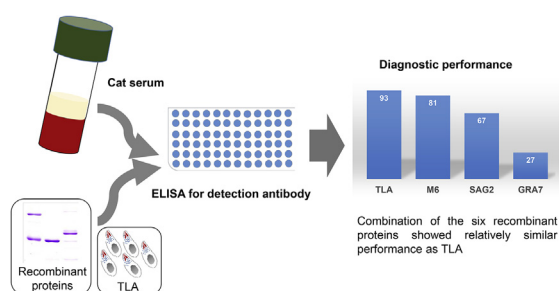 Cat serum
Diagnostic performance
93
81
67
27
TLA M6 SAG2 GRA7
ELISA for detection antibody
Combination of the six recombinant
proteins showed relatively similar
performance as TLA
Recombinant
proteins
TLA